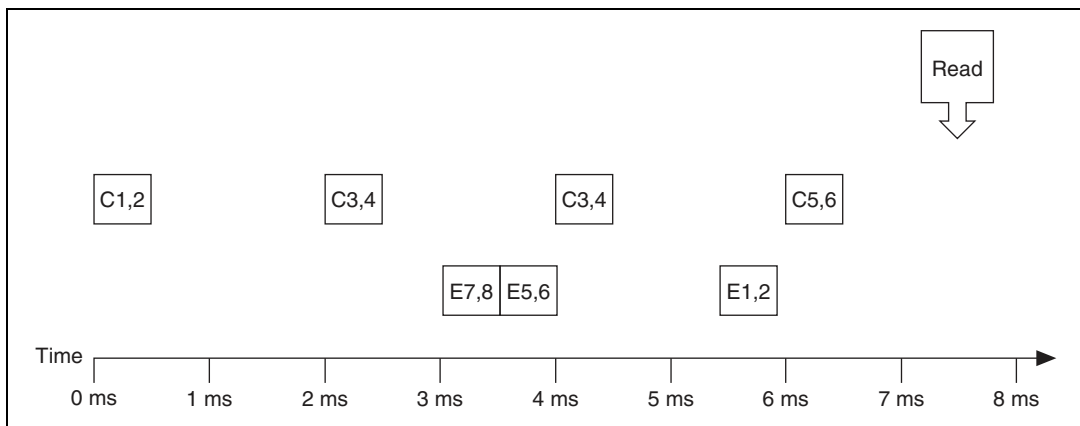 Read
C1,2 C3,4 C3,4 C5,6
E7,8 E5,6 E1,2
Time
0 ms 1 ms 2 ms 3 ms 4 ms 5 ms 6 ms 7 ms 8 ms